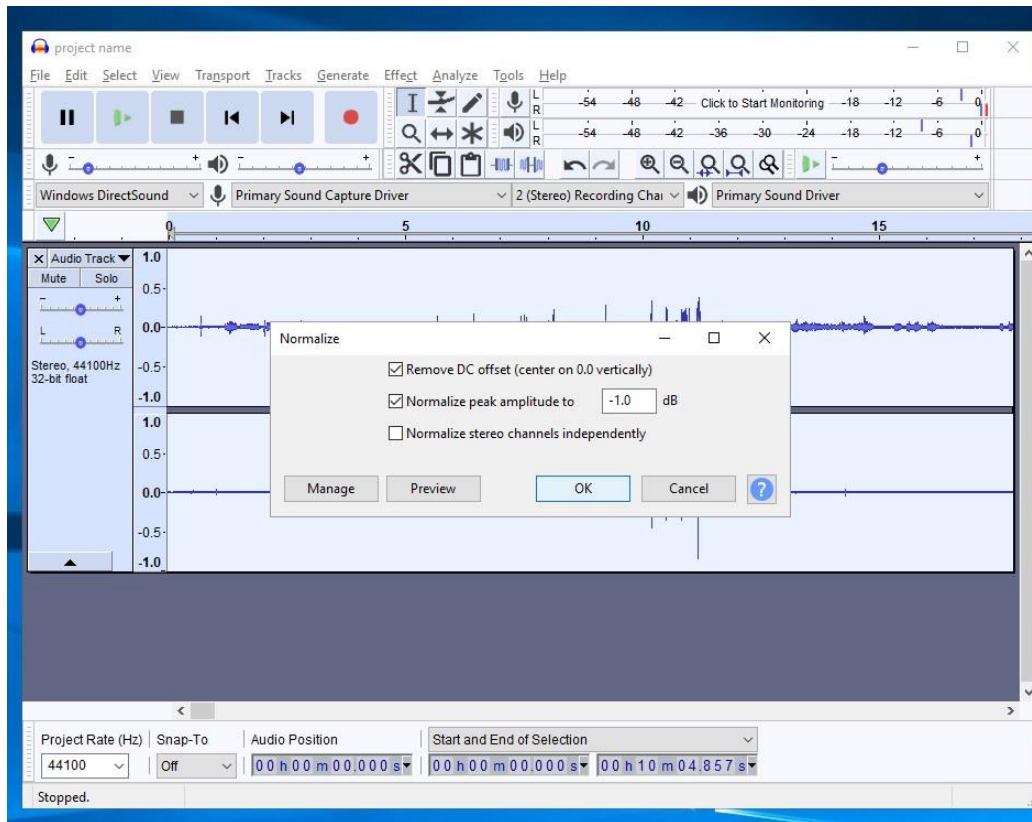 project name
File Edit Select View Transport Tracks Generate Effect Analyze Tools Help
L
R
-54 -48 -42 Click to Start Monitoring -18 -12 -6 0
L
R
-54 -48 -42 -36 -30 -24 -18 -12 -6 0
- +
- +
- +
Windows DirectSound
Primary Sound Capture Driver
2 (Stereo) Recording Chai
Primary Sound Driver
0 5 10 15
× Audio Track
Mute Solo
- +
L R
Stereo, 44100Hz
32-bit float
1.0
0.5
0.0
-0.5
-1.0
1.0
0.5
0.0
-0.5
-1.0
Normalize
Remove DC offset (center on 0.0 vertically)
Normalize peak amplitude to -1.0 dB
Normalize stereo channels independently
Manage Preview OK Cancel ?
Project Rate (Hz) Snap-To Audio Position Start and End of Selection
44100 Off 00 h 00 m 00.000 s 00 h 00 m 00.000 s 00 h 10 m 04.857 s
Stopped.